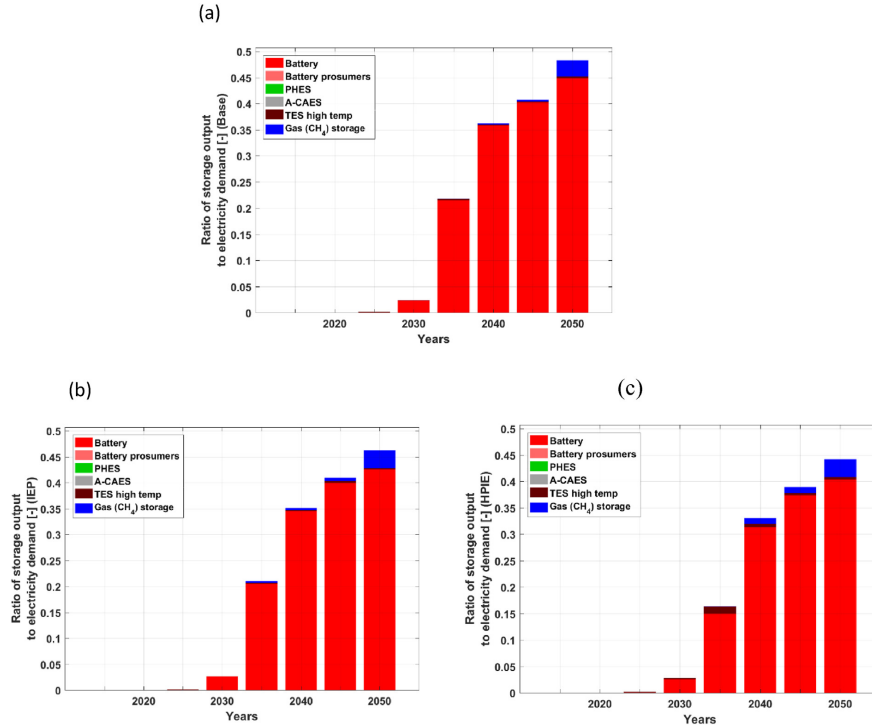 (a)
Ratio of storage output
to electricity demand [-] (Base)
0.5
0.45
0.4
0.35
0.3
0.25
0.2
0.15
0.1
0.05
0
Battery
Battery prosumers
PHES
A-CAES
TES high temp
Gas (CH4) storage
2020 2030 2040 2050
Years
(b)
Ratio of storage output
to electricity demand [-] (IEP)
0.5
0.45
0.4
0.35
0.3
0.25
0.2
0.15
0.1
0.05
0
Battery
Battery prosumers
PHES
A-CAES
TES high temp
Gas (CH4) storage
2020 2030 2040 2050
Years
(c)
Ratio of storage output
to electricity demand [-] (HPIE)
0.5
0.45
0.4
0.35
0.3
0.25
0.2
0.15
0.1
0.05
0
Battery
Battery prosumers
PHES
A-CAES
TES high temp
Gas (CH4) storage
2020 2030 2040 2050
Years